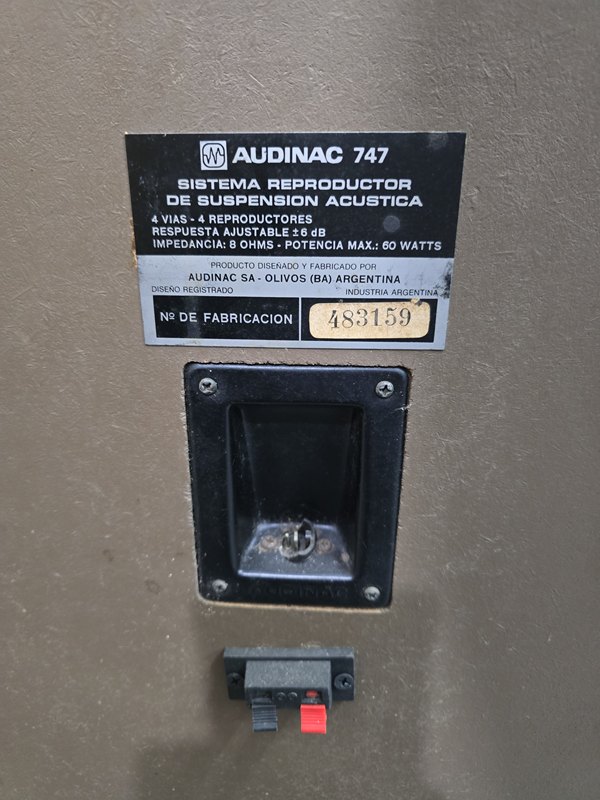 AUDINAC 747
SISTEMA REPRODUCTOR
DE SUSPENSION ACUSTICA
4 VIAS - 4 REPRODUCTORES
RESPUESTA AJUSTABLE ± 6 dB
IMPEDANCIA: 8 OHMS - POTENCIA MAX.: 60 WATTS
PRODUCTO DISEÑADO Y FABRICADO POR
AUDINAC SA - OLIVOS (BA) ARGENTINA
DISEÑO REGISTRADO INDUSTRIA ARGENTINA
Nº DE FABRICACION 483159
AUDINAC